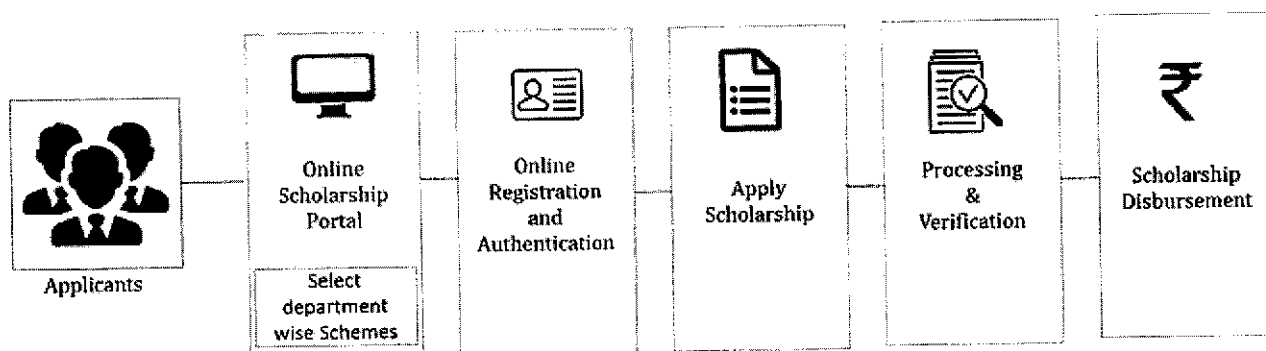 Applicants
Online
Scholarship
Portal
Select
department
wise Schemes
Online
Registration
and
Authentication
Apply
Scholarship
Processing
&
Verification
₹
Scholarship
Disbursement